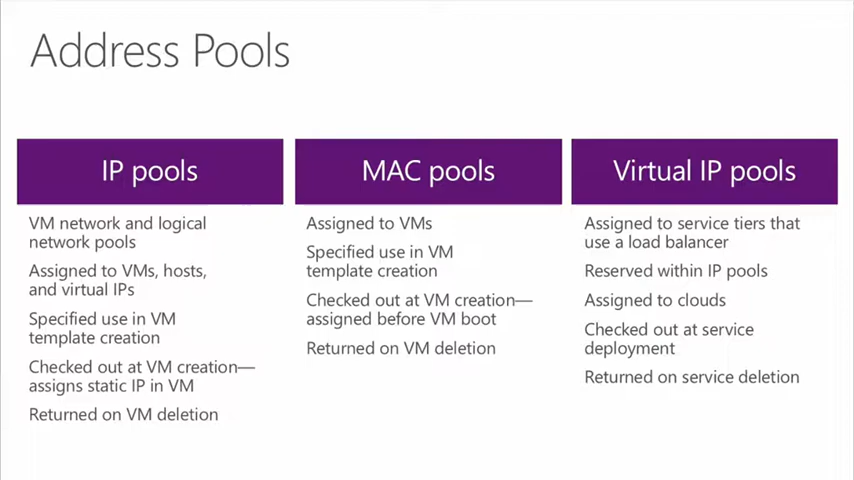 Address Pools
IP pools
VM network and logical
network pools
Assigned to VMs, hosts,
and virtual IPs
Specified use in VM
template creation
Checked out at VM creation—
assigns static IP in VM
Returned on VM deletion
MAC pools
Assigned to VMs
Specified use in VM
template creation
Checked out at VM creation—
assigned before VM boot
Returned on VM deletion
Virtual IP pools
Assigned to service tiers that
use a load balancer
Reserved within IP pools
Assigned to clouds
Checked out at service
deployment
Returned on service deletion